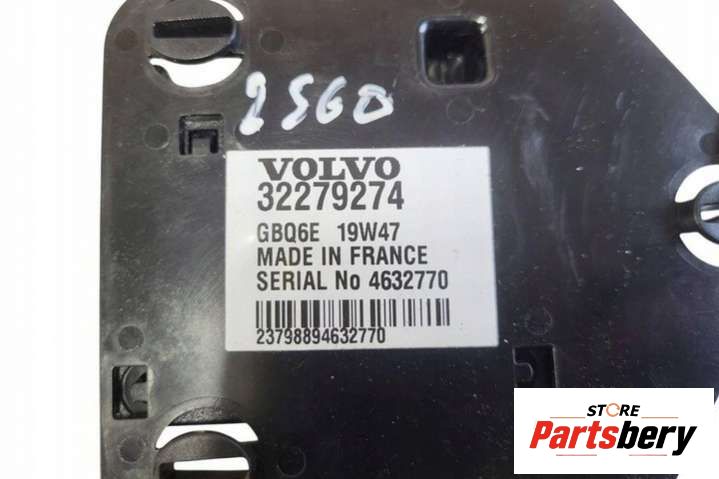 2560
VOLVO
32279274
GBQ6E 19W47
MADE IN FRANCE
SERIAL No 4632770
23798894632770
STORE
Partsbery